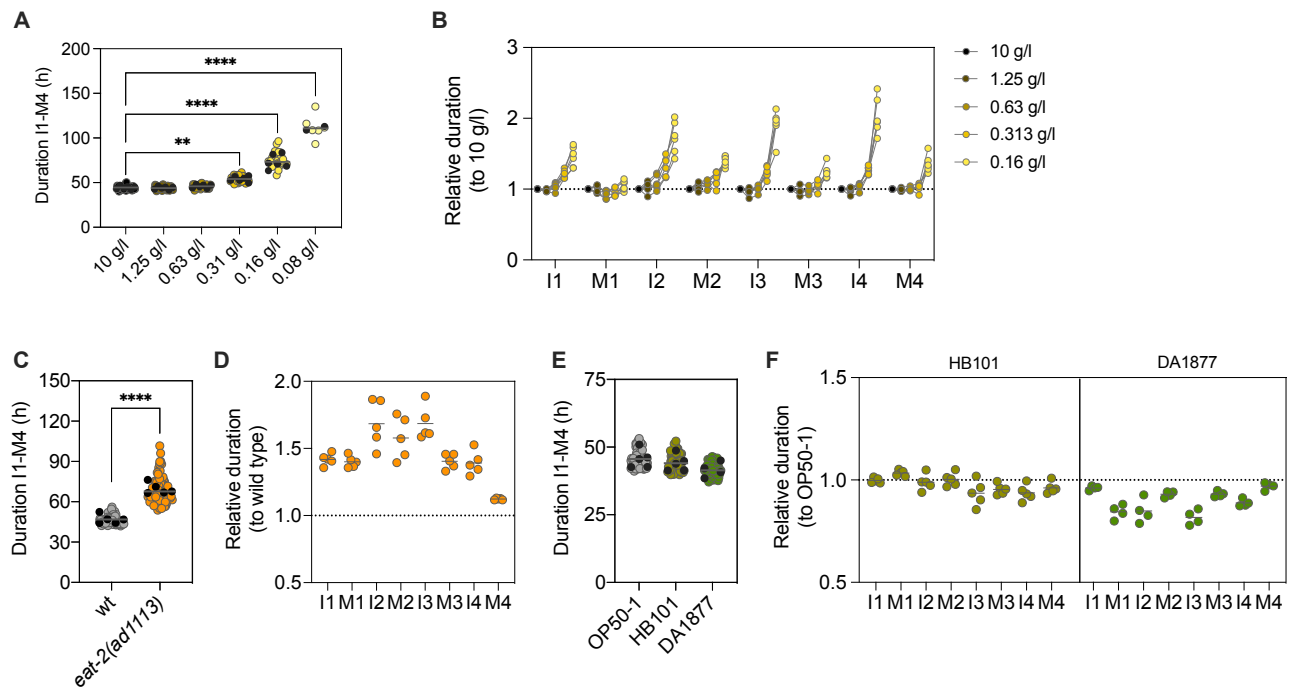 A
Duration I1-M4 (h)
200
150
100
50
0
****
****
**
10 g/l
1.25 g/l
0.63 g/l
0.31 g/l
0.16 g/l
0.08 g/l
B
Relative duration
(to 10 g/l)
3
2
1
0
I1 M1 I2 M2 I3 M3 I4 M4
10 g/l
1.25 g/l
0.63 g/l
0.313 g/l
0.16 g/l
C
Duration I1-M4 (h)
150
120
90
60
30
0
****
wt
eat-2(ad1113)
D
Relative duration
(to wild type)
2.0
1.5
1.0
0.5
I1 M1 I2 M2 I3 M3 I4 M4
E
Duration I1-M4 (h)
75
50
25
0
OP50-1
HB101
DA1877
F
HB101 DA1877
Relative duration
(to OP50-1)
1.5
1.0
0.5
I1 M1 I2 M2 I3 M3 I4 M4 I1 M1 I2 M2 I3 M3 I4 M4